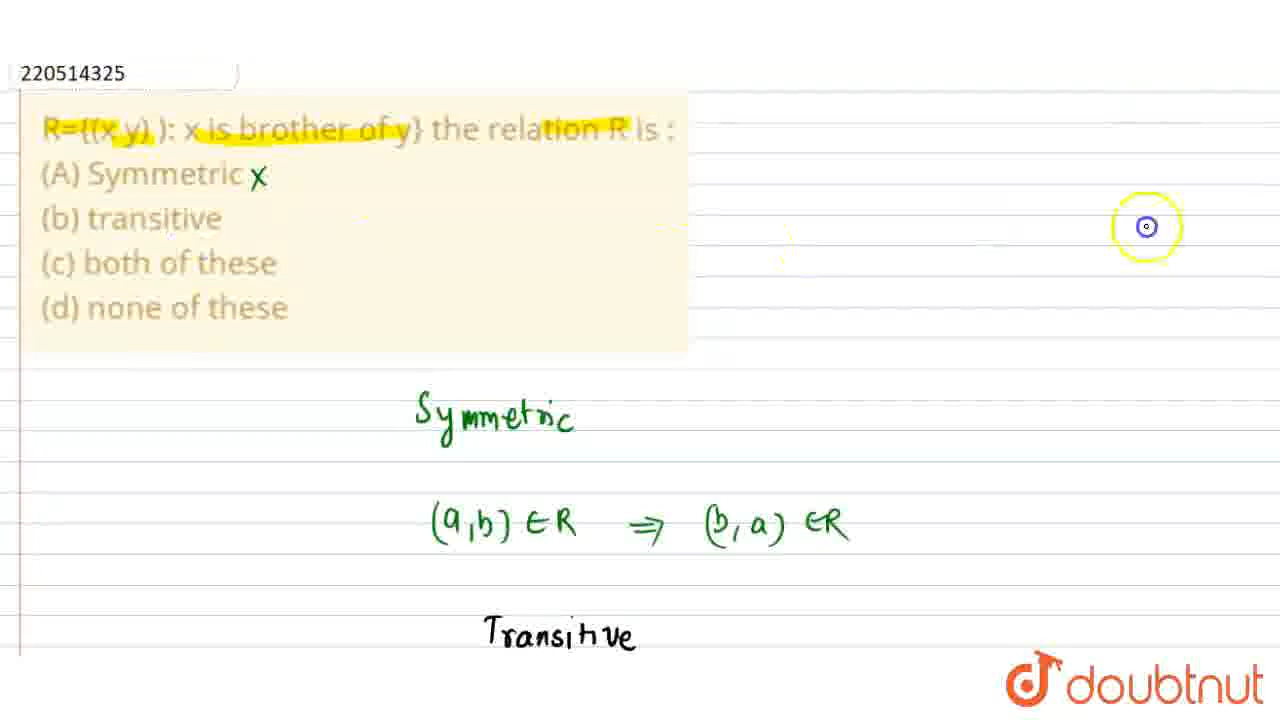 220514325
R={(x y) ): x is brother of y} the relation R is :
(A) Symmetric x
(b) transitive
(c) both of these
(d) none of these
Symmetric
(a,b) ∈R ⇒ (b,a) ∈R
Transitive
doubtnut